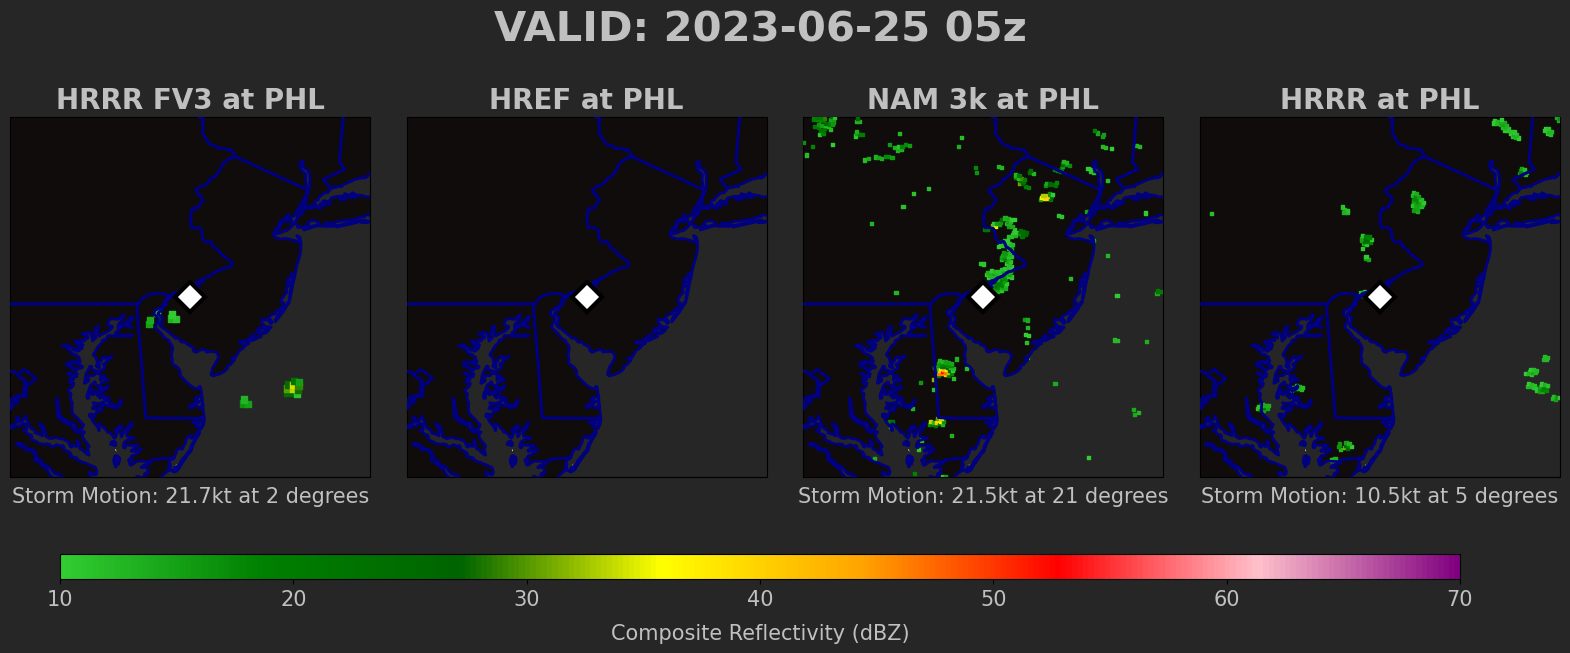 VALID: 2023-06-25 05z
HRRR FV3 at PHL
HREF at PHL
NAM 3k at PHL
HRRR at PHL
Storm Motion: 21.7kt at 2 degrees
Storm Motion: 21.5kt at 21 degrees
Storm Motion: 10.5kt at 5 degrees
10 20 30 40 50 60 70
Composite Reflectivity (dBZ)